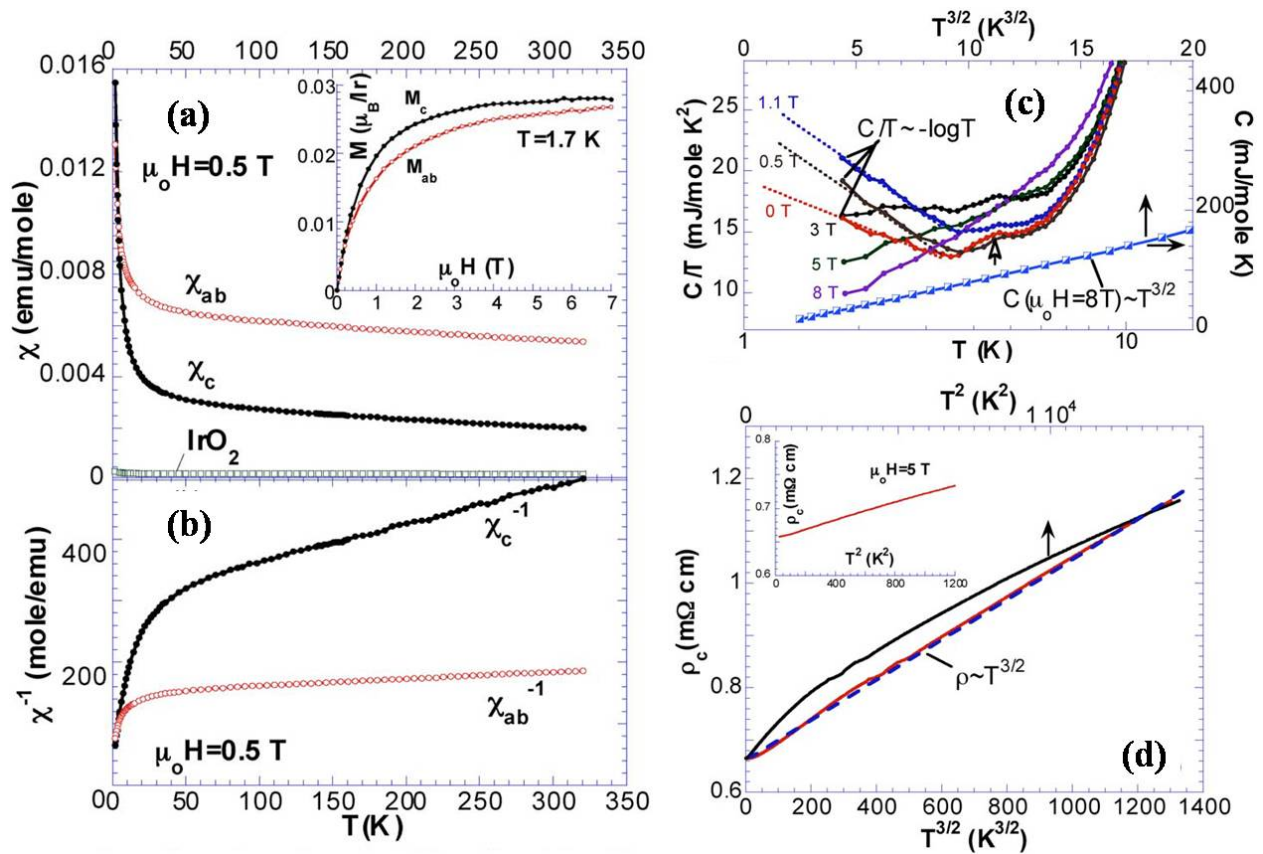 0 50 100 150 200 250 300 350
0.016
0.012
0.008
0.004
0
χ (emu/mole)
(a)
μoH=0.5 T
χab
χc
IrO2
0.03
0.02
0.01
0
M (μB/Ir)
Mc
Mab
T=1.7 K
μoH (T)
0 1 2 3 4 5 6 7
(b)
400
200
0
χ-1 (mole/emu)
χc-1
χab-1
μoH=0.5 T
0 50 100 150 200 250 300 350
T(K)
T3/2 (K3/2)
0 5 10 15 20
25
20
15
10
C/T (mJ/mole K2)
(c)
1.1 T
0.5 T
0 T
3 T
5 T
8 T
C/T~-logT
C(μoH=8T)~T3/2
400
200
0
C (mJ/mole K)
1 10
T (K)
T2 (K2)
0 1 104
1.2
1
0.8
0.6
ρc(mΩ cm)
0.8
0.7
0.6
ρc(mΩ cm)
μoH=5 T
T2 (K2)
0 400 800 1200
ρ~T3/2
(d)
0 200 400 600 800 1000 1200 1400
T3/2 (K3/2)